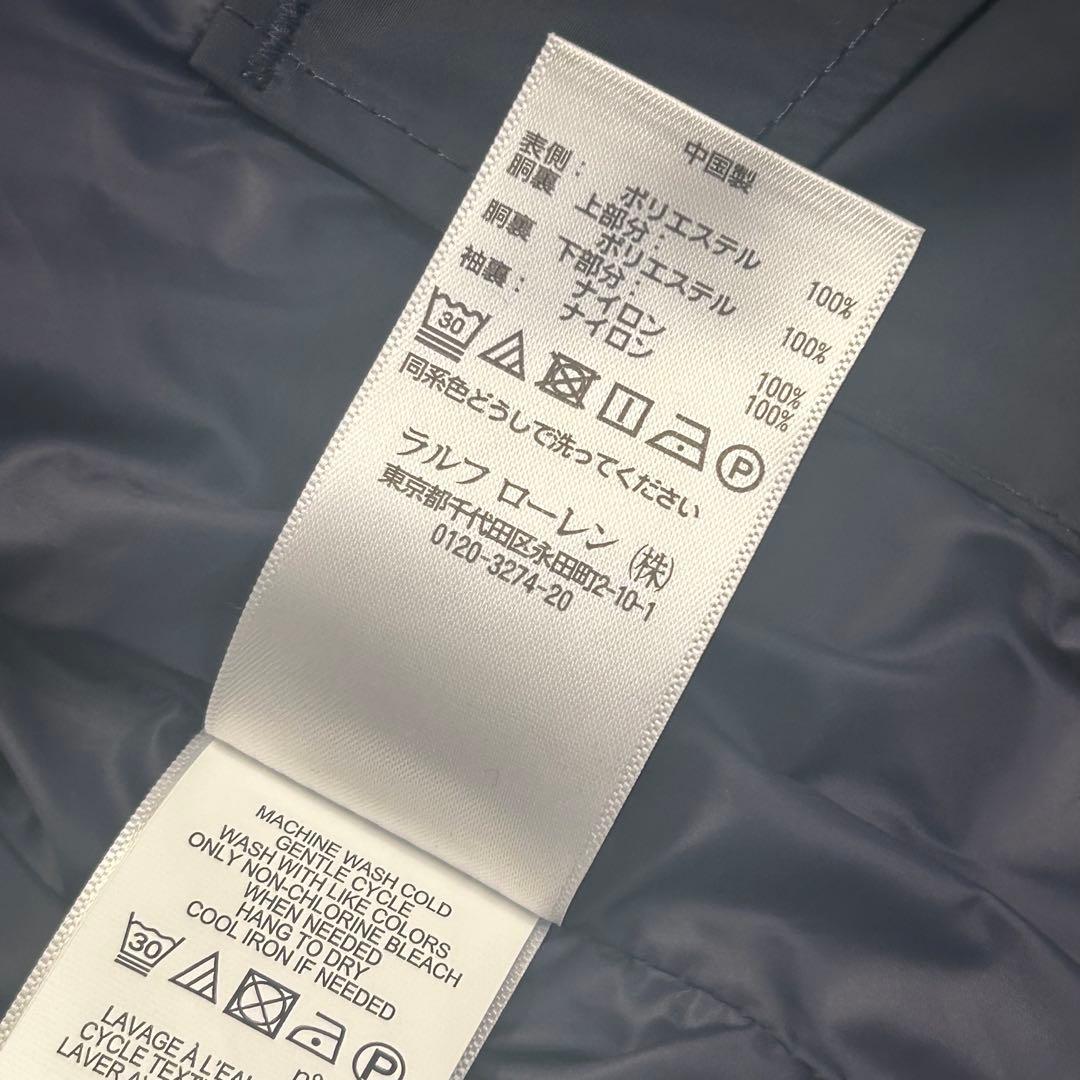 中国製
表側: ポリエステル 100%
胴裏 上部分:
ポリエステル 100%
胴裏 下部分:
ナイロン 100%
袖裏: ナイロン 100%
30 P
同系色どうしで洗ってください
ラルフ ローレン (株)
東京都千代田区永田町2-10-1
0120-3274-20
MACHINE WASH COLD
GENTLE CYCLE
WASH WITH LIKE COLORS
ONLY NON-CHLORINE BLEACH
WHEN NEEDED
HANG TO DRY
COOL IRON IF NEEDED
30 P
LAVAGE À L'EA
CYCLE TEXT
LAVER A